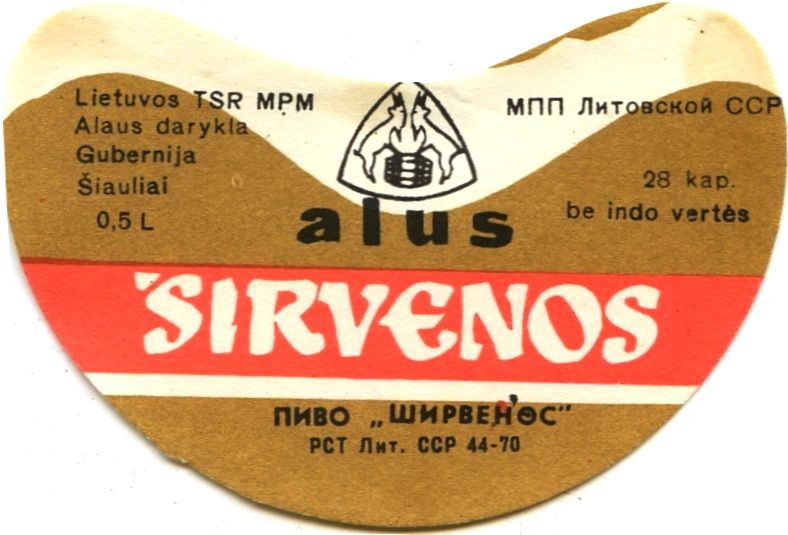 Lietuvos TSR MPM
Alaus darykla
Gubernija
Šiauliai
0,5 L
МПП Литовской ССР
28 kap.
be indo vertės
alus
ŠIRVENOS
ПИВО „ШИРВЕНОС"
РСТ Лит. ССР 44-70